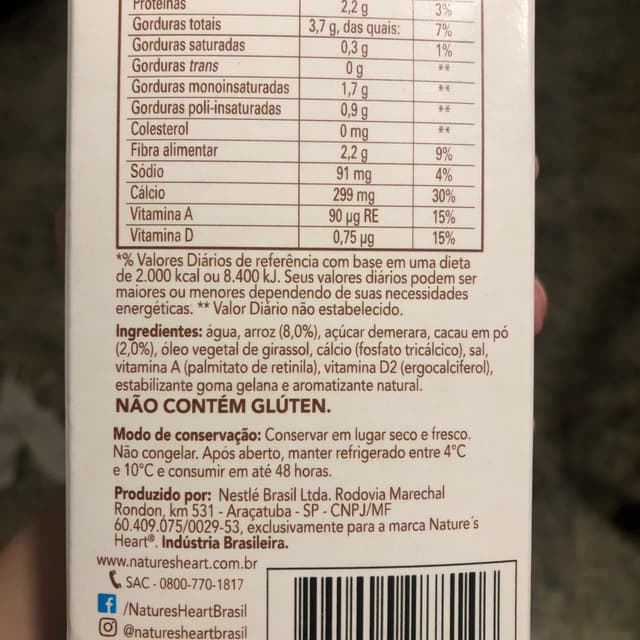 Proteínas 2,2 g 3%
Gorduras totais 3,7 g, das quais: 7%
Gorduras saturadas 0,3 g 1%
Gorduras trans 0 g **
Gorduras monoinsaturadas 1,7 g **
Gorduras poli-insaturadas 0,9 g **
Colesterol 0 mg **
Fibra alimentar 2,2 g 9%
Sódio 91 mg 4%
Cálcio 299 mg 30%
Vitamina A 90 µg RE 15%
Vitamina D 0,75 µg 15%
*% Valores Diários de referência com base em uma dieta
de 2.000 kcal ou 8.400 kJ. Seus valores diários podem ser
maiores ou menores dependendo de suas necessidades
energéticas. ** Valor Diário não estabelecido.
Ingredientes: água, arroz (8,0%), açúcar demerara, cacau em pó
(2,0%), óleo vegetal de girassol, cálcio (fosfato tricálcico), sal,
vitamina A (palmitato de retinila), vitamina D2 (ergocalciferol),
estabilizante goma gelana e aromatizante natural.
NÃO CONTÉM GLÚTEN.
Modo de conservação: Conservar em lugar seco e fresco.
Não congelar. Após aberto, manter refrigerado entre 4°C
e 10°C e consumir em até 48 horas.
Produzido por: Nestlé Brasil Ltda. Rodovia Marechal
Rondon, km 531 - Araçatuba - SP - CNPJ/MF
60.409.075/0029-53, exclusivamente para a marca Nature´s
Heart®. Indústria Brasileira.
www.naturesheart.com.br
SAC - 0800-770-1817
/NaturesHeartBrasil
@naturesheartbrasil